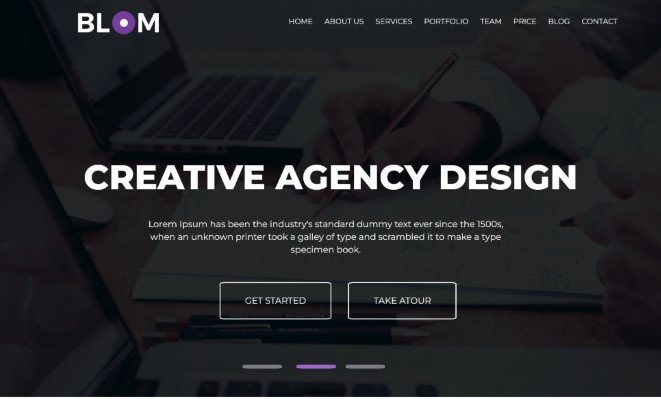 BLOM
HOME ABOUT US SERVICES PORTFOLIO TEAM PRICE BLOG CONTACT
CREATIVE AGENCY DESIGN
Lorem Ipsum has been the industry's standard dummy text ever since the 1500s,
when an unknown printer took a galley of type and scrambled it to make a type
specimen book.
GET STARTED TAKE ATOUR